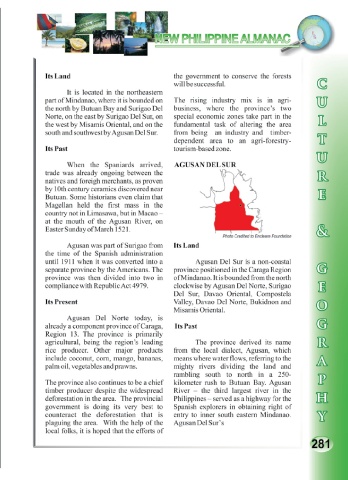 NEW PHILIPPINE ALMANAC
Its Land
It is located in the northeastern
part of Mindanao, where it is bounded on
the north by Butuan Bay and Surigao Del
Norte, on the east by Surigao Del Sur, on
the west by Misamis Oriental, and on the
south and southwest by Agusan Del Sur.
Its Past
When the Spaniards arrived,
trade was already ongoing between the
natives and foreign merchants, as proven
by 10th century ceramics discovered near
Butuan. Some historians even claim that
Magellan held the first mass in the
country not in Limasawa, but in Macao –
at the mouth of the Agusan River, on
Easter Sunday of March 1521.
Agusan was part of Surigao from
the time of the Spanish administration
until 1911 when it was converted into a
separate province by the Americans. The
province was then divided into two in
compliance with Republic Act 4979.
Its Present
Agusan Del Norte today, is
already a component province of Caraga,
Region 13. The province is primarily
agricultural, being the region's leading
rice producer. Other major products
include coconut, corn, mango, bananas,
palm oil, vegetables and prawns.
The province also continues to be a chief
timber producer despite the widespread
deforestation in the area. The provincial
government is doing its very best to
counteract the deforestation that is
plaguing the area. With the help of the
local folks, it is hoped that the efforts of
the government to conserve the forests
will be successful.
The rising industry mix is in agri-
business, where the province's two
special economic zones take part in the
fundamental task of altering the area
from being an industry and timber-
dependent area to an agri-forestry-
tourism-based zone.
AGUSAN DEL SUR
Photo Credited to Enclaves Foundation
Its Land
Agusan Del Sur is a non-coastal
province positioned in the Caraga Region
of Mindanao. It is bounded from the north
clockwise by Agusan Del Norte, Surigao
Del Sur, Davao Oriental, Compostela
Valley, Davao Del Norte, Bukidnon and
Misamis Oriental.
Its Past
The province derived its name
from the local dialect, Agusan, which
means where water flows, referring to the
mighty rivers dividing the land and
rambling south to north in a 250-
kilometer rush to Butuan Bay. Agusan
River – the third largest river in the
Philippines – served as a highway for the
Spanish explorers in obtaining right of
entry to inner south eastern Mindanao.
Agusan Del Sur's
CULTURE
&
GEOGRAPHY
281